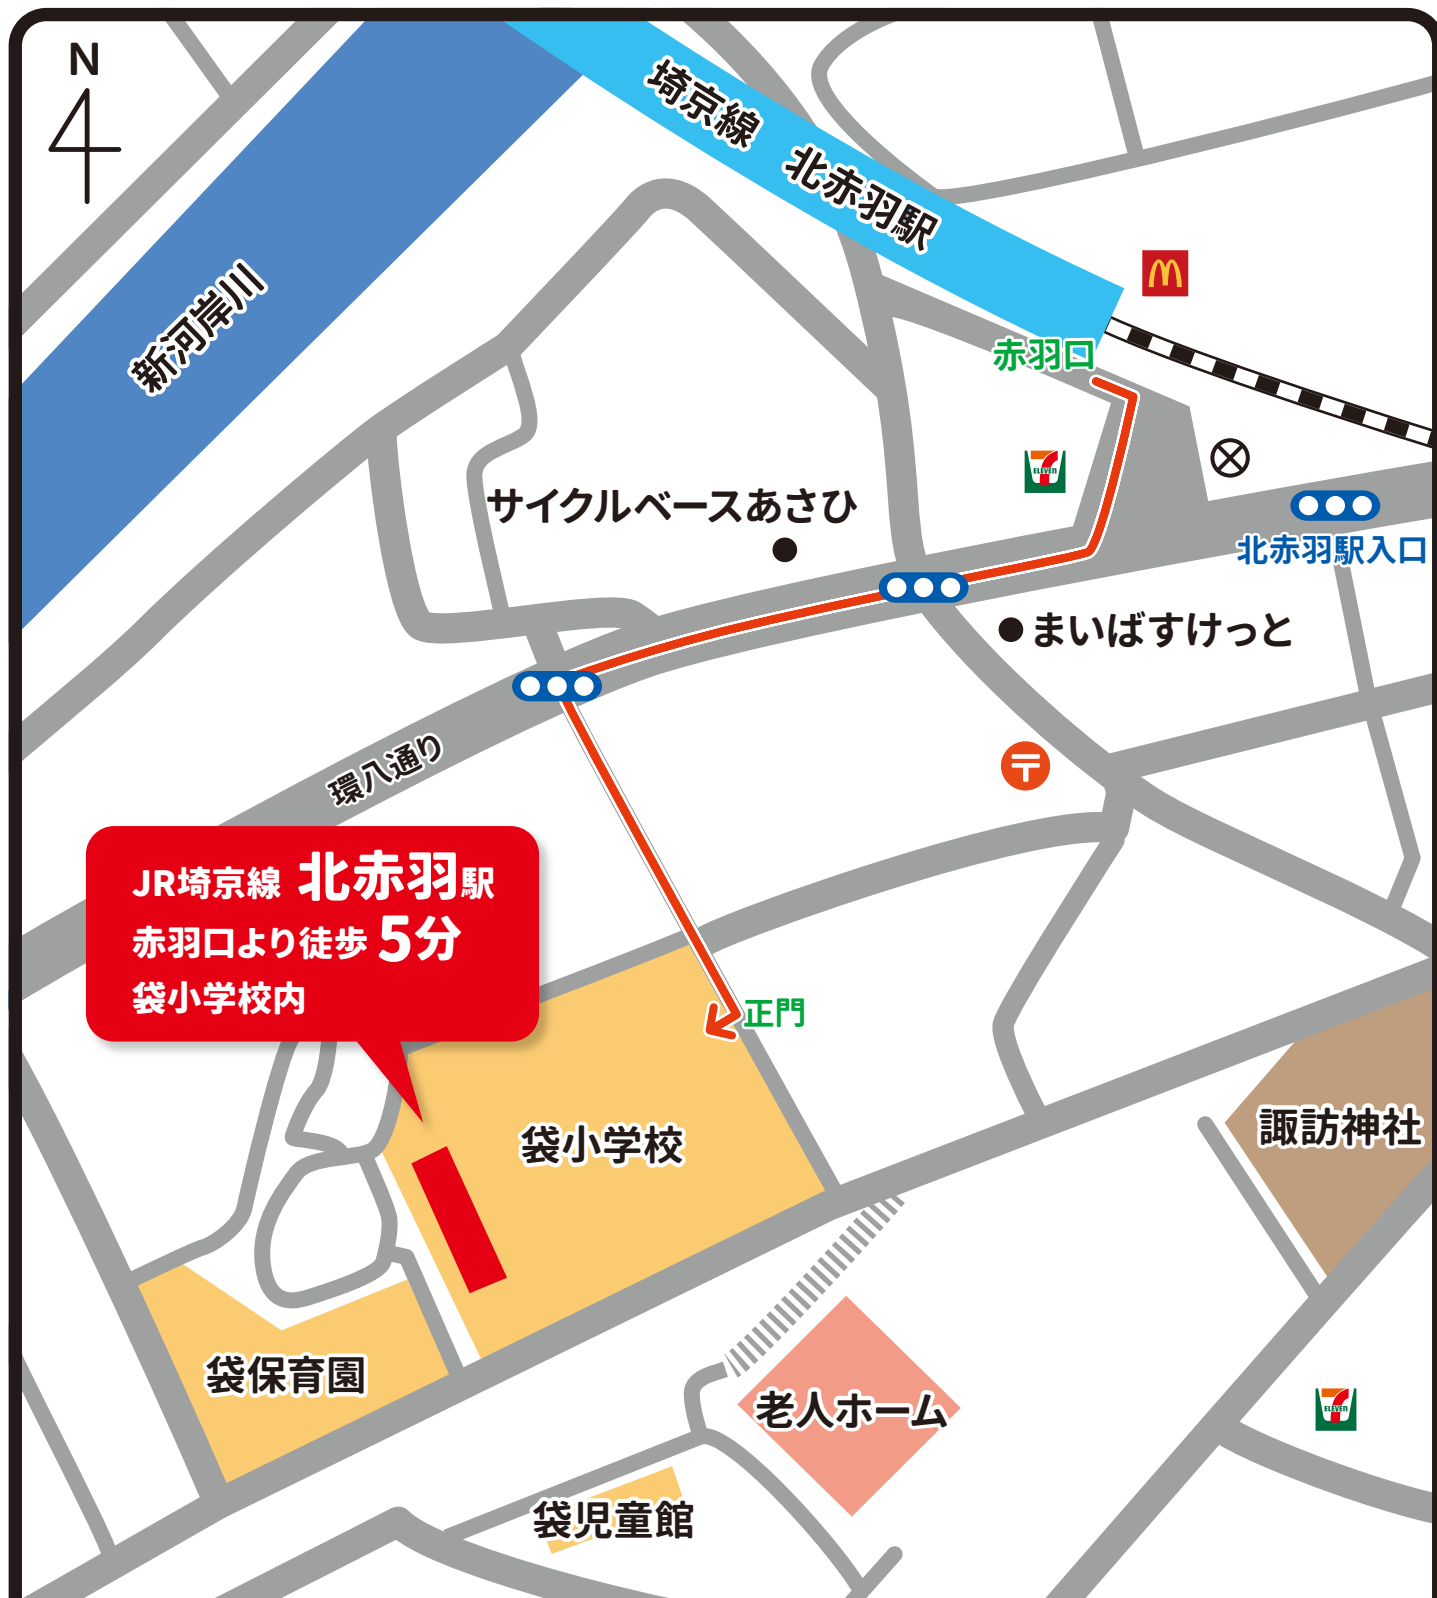 N
埼京線 北赤羽駅
新河岸川
赤羽口
ELEVEN
サイクルベースあさひ
北赤羽駅入口
まいばすけっと
〒
環八通り
JR埼京線 北赤羽駅
赤羽口より徒歩 5分
袋小学校内
正門
袋小学校
諏訪神社
袋保育園
老人ホーム
ELEVEN
袋児童館